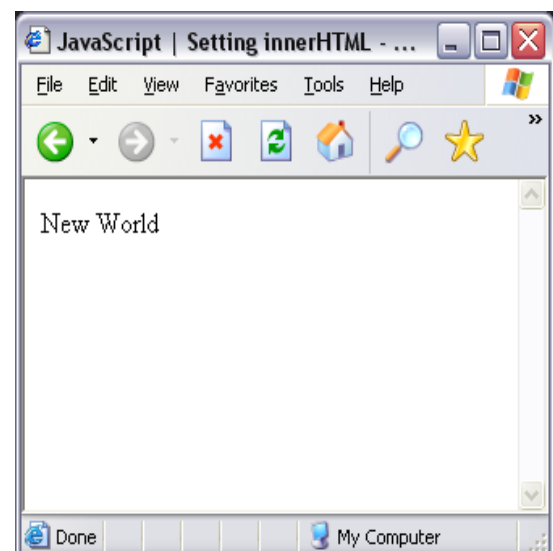 JavaScript | Setting innerHTML - ...
File Edit View Favorites Tools Help
»
New World
Done My Computer